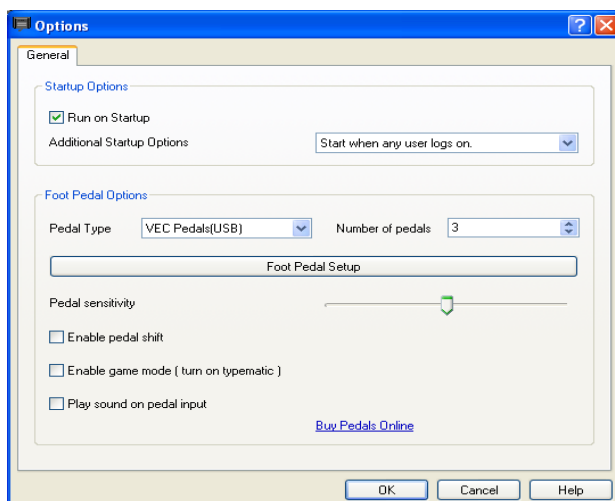 Options
General
Startup Options
Run on Startup
Additional Startup Options Start when any user logs on.
Foot Pedal Options
Pedal Type VEC Pedals(USB) Number of pedals 3
Foot Pedal Setup
Pedal sensitivity
Enable pedal shift
Enable game mode ( turn on typematic )
Play sound on pedal input
Buy Pedals Online
OK Cancel Help